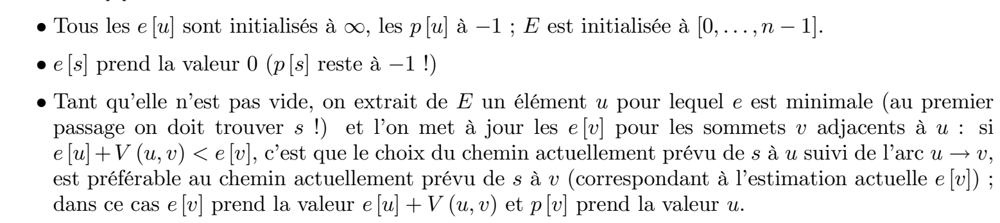 • Tous les e [u] sont initialisés à ∞, les p [u] à −1 ; E est initialisée à [0, . . . , n − 1].
• e [s] prend la valeur 0 (p [s] reste à −1 !)
• Tant qu'elle n'est pas vide, on extrait de E un élément u pour lequel e est minimale (au premier
passage on doit trouver s !) et l'on met à jour les e [v] pour les sommets v adjacents à u : si
e [u] + V (u, v) < e [v], c'est que le choix du chemin actuellement prévu de s à u suivi de l'arc u → v,
est préférable au chemin actuellement prévu de s à v (correspondant à l'estimation actuelle e [v]) ;
dans ce cas e [v] prend la valeur e [u] + V (u, v) et p [v] prend la valeur u.